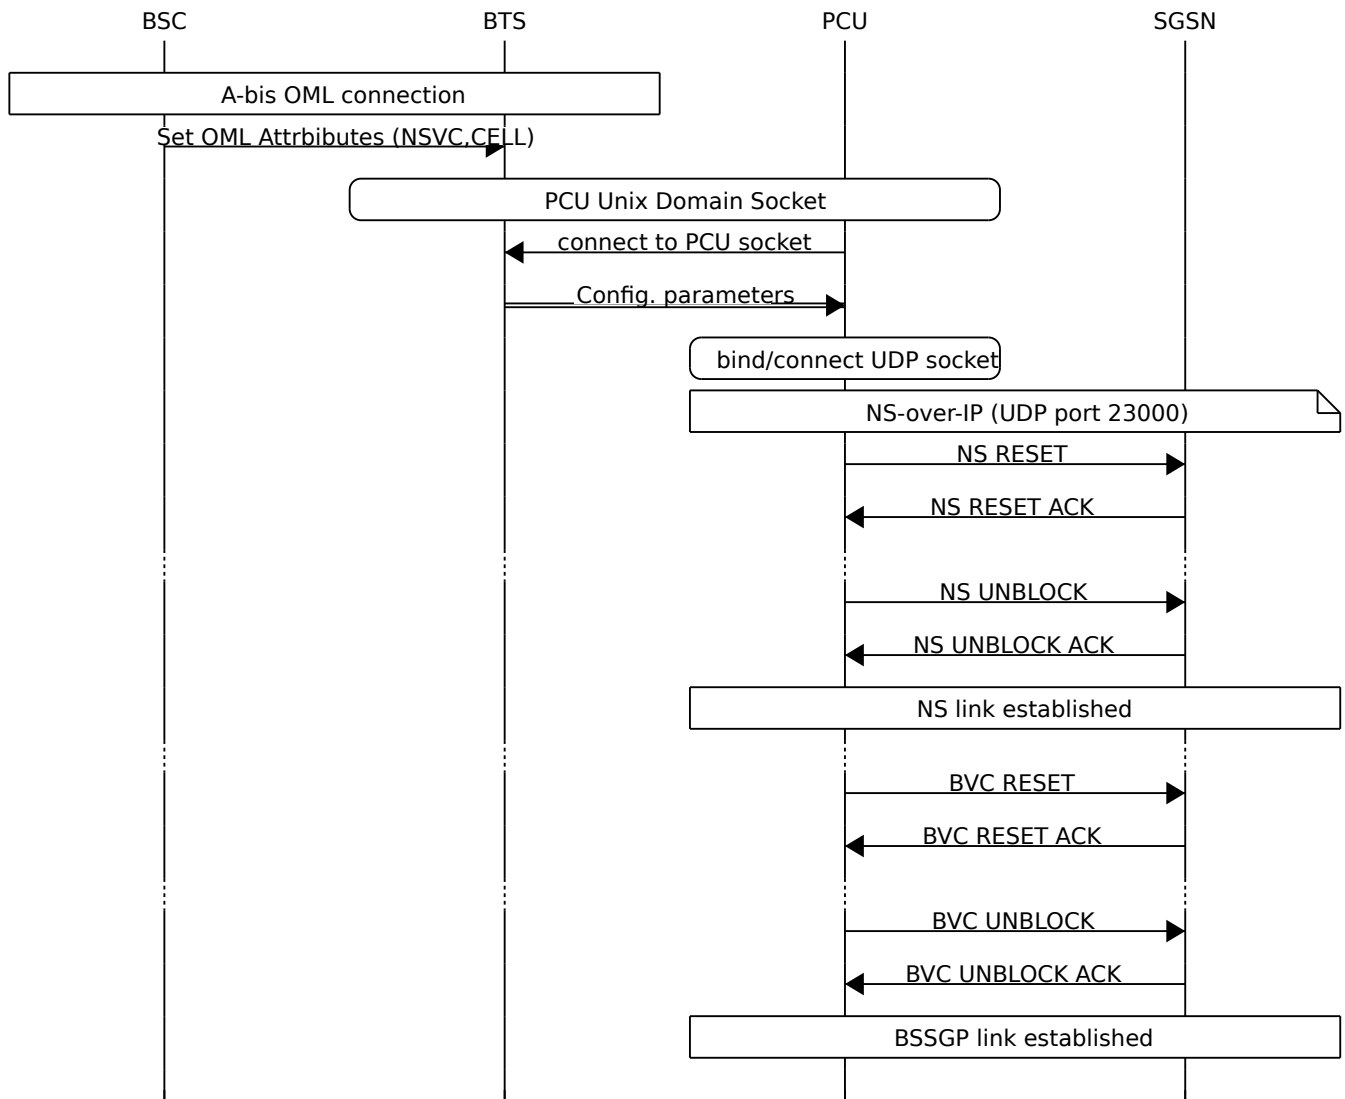 BSC BTS PCU SGSN
A-bis OML connection
Set OML Attrbibutes (NSVC,CELL)
PCU Unix Domain Socket
connect to PCU socket
Config. parameters
bind/connect UDP socket
NS-over-IP (UDP port 23000)
NS RESET
NS RESET ACK
NS UNBLOCK
NS UNBLOCK ACK
NS link established
BVC RESET
BVC RESET ACK
BVC UNBLOCK
BVC UNBLOCK ACK
BSSGP link established